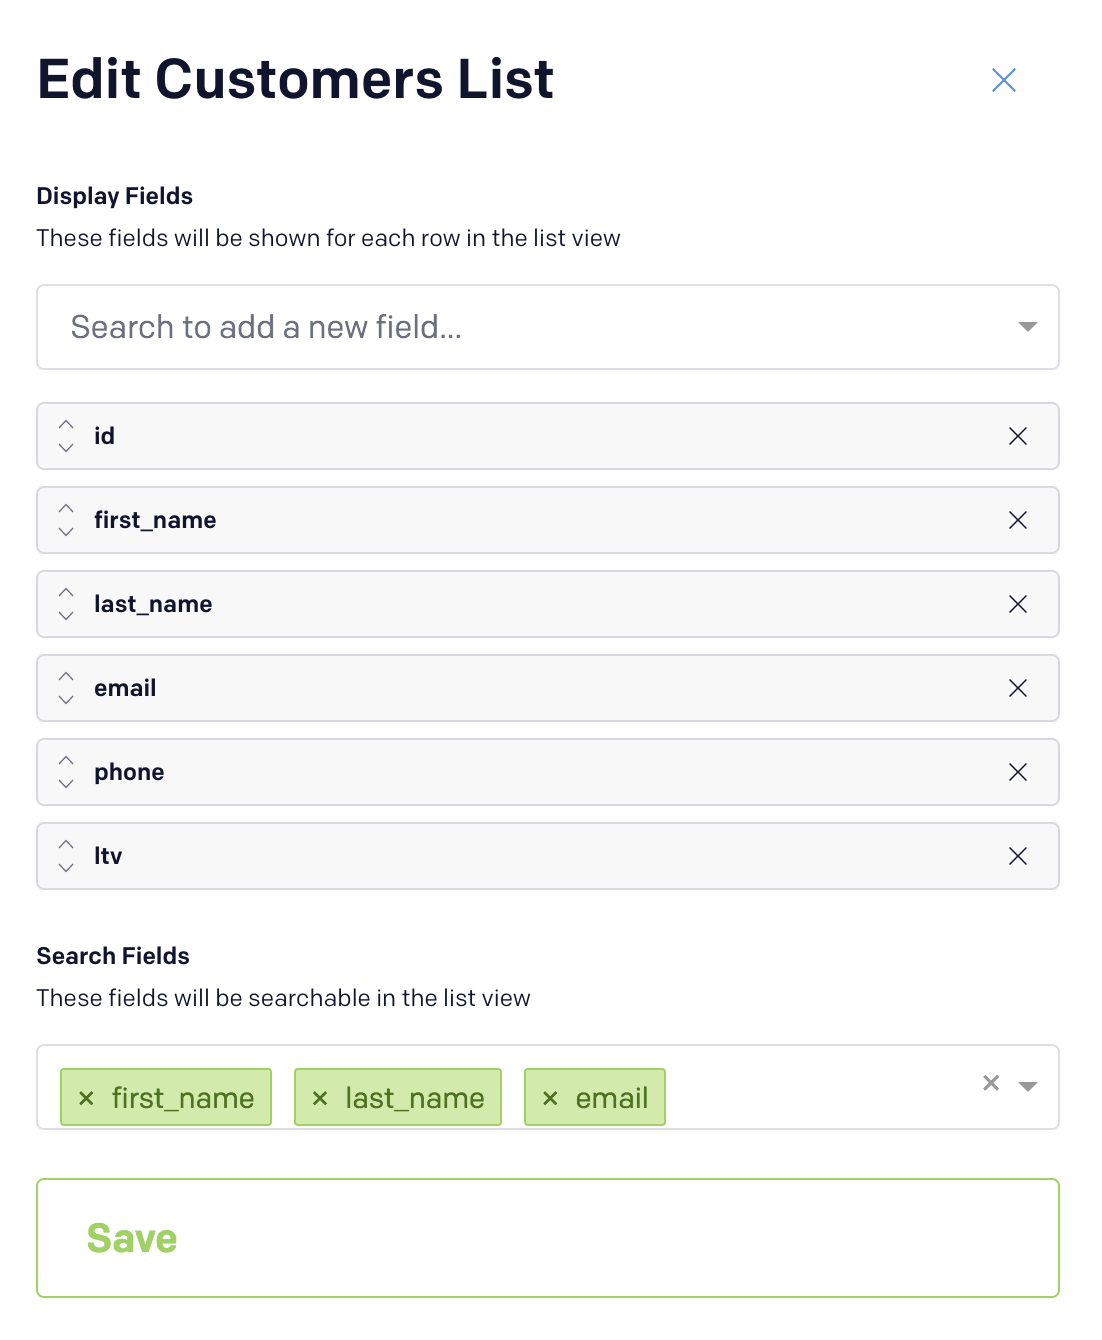 Edit Customers List
Display Fields
These fields will be shown for each row in the list view
Search to add a new field...
id
first_name
last_name
email
phone
ltv
Search Fields
These fields will be searchable in the list view
first_name last_name email
Save